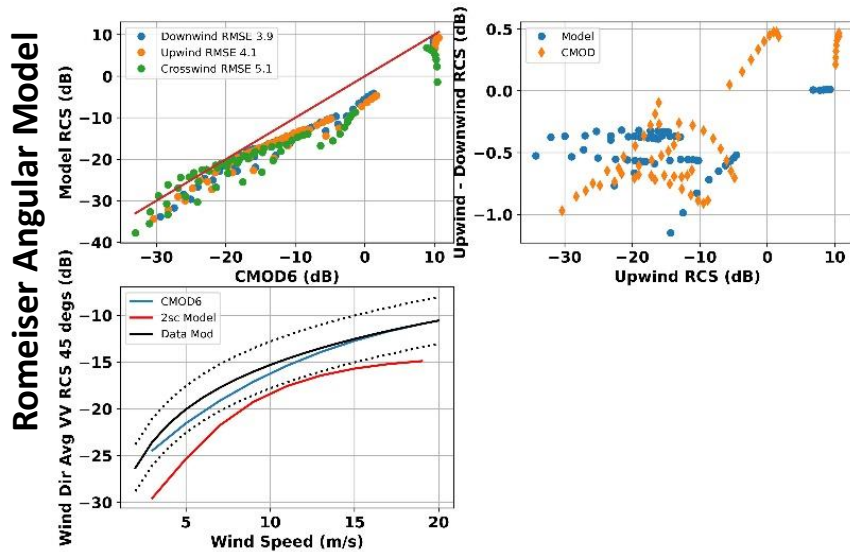 Romeiser Angular Model
Model RCS (dB)
10
0
−10
−20
−30
−40
Downwind RMSE 3.9
Upwind RMSE 4.1
Crosswind RMSE 5.1
−30
−20
−10
0
10
CMOD6 (dB)
Upwind – Downwind RCS (dB)
0.5
0.0
−0.5
−1.0
Model
CMOD
−30
−20
−10
0
10
Upwind RCS (dB)
Wind Dir Avg VV RCS 45 degs (dB)
−10
−15
−20
−25
−30
CMOD6
2sc Model
Data Mod
5
10
15
20
Wind Speed (m/s)